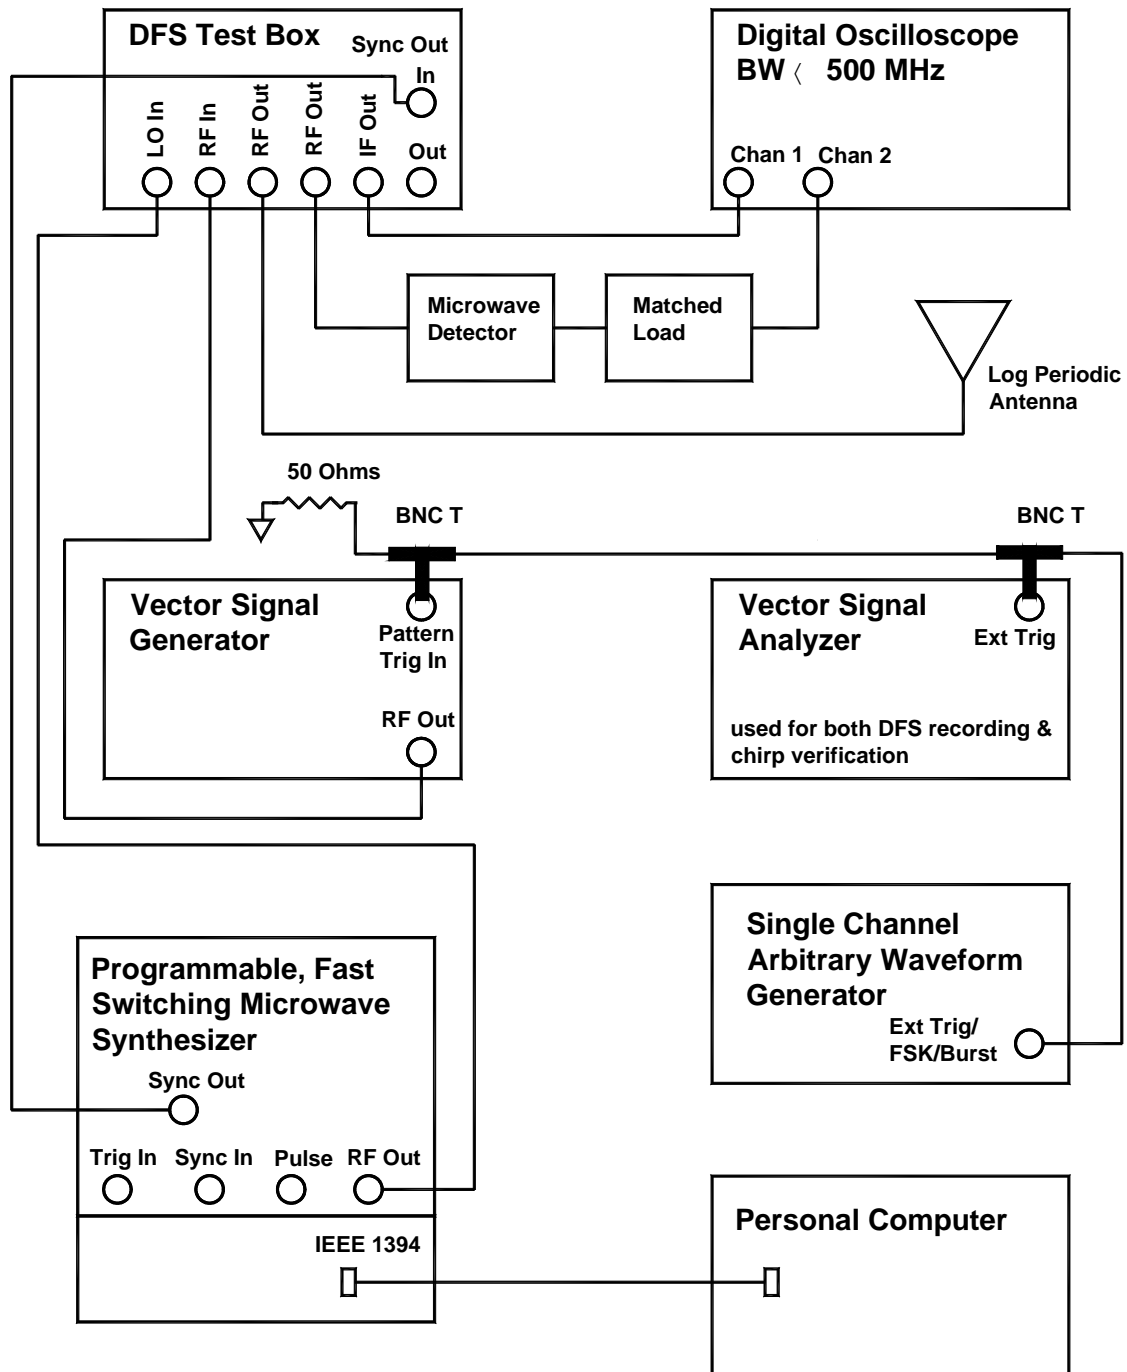 DFS Test Box
Sync Out
In
LO In
RF In
RF Out
RF Out
IF Out
Out
Digital Oscilloscope
BW 〈 500 MHz
Chan 1
Chan 2
Microwave
Detector
Matched
Load
Log Periodic
Antenna
50 Ohms
BNC T
BNC T
Vector Signal
Generator
Pattern
Trig In
RF Out
Vector Signal
Analyzer
Ext Trig
used for both DFS recording &
chirp verification
Single Channel
Arbitrary Waveform
Generator
Ext Trig/
FSK/Burst
Programmable, Fast
Switching Microwave
Synthesizer
Sync Out
Trig In
Sync In
Pulse
RF Out
IEEE 1394
Personal Computer